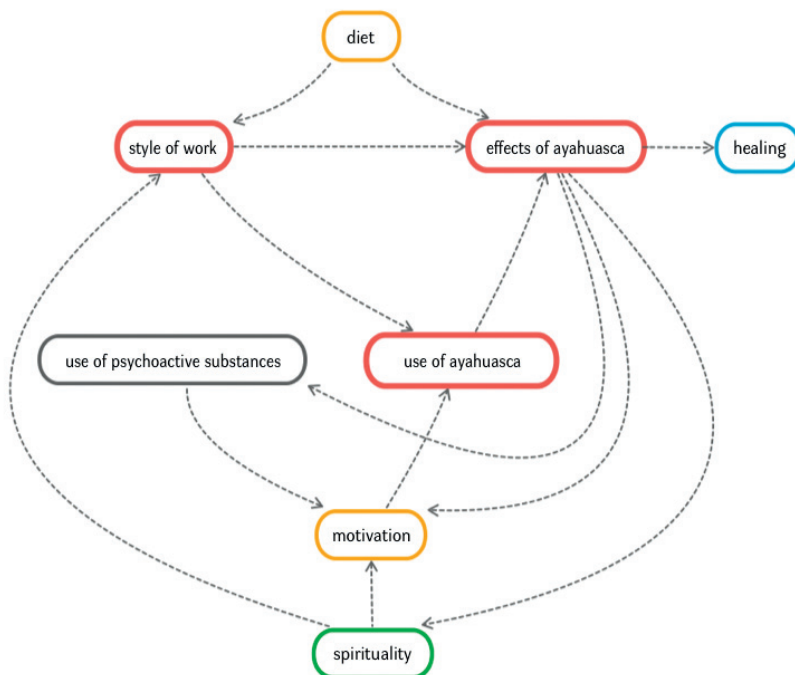 diet
style of work
effects of ayahuasca
healing
use of psychoactive substances
use of ayahuasca
motivation
spirituality